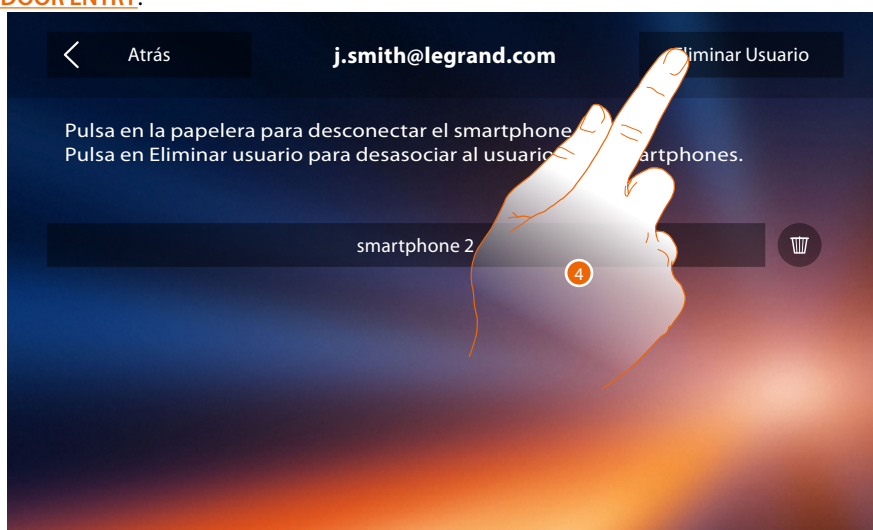 DOOR ENTRY.
Atrás
j.smith@legrand.com
Eliminar Usuario
Pulsa en la papelera para desconectar el smartphone
Pulsa en Eliminar usuario para desasociar al usuario
smartphone 2
4